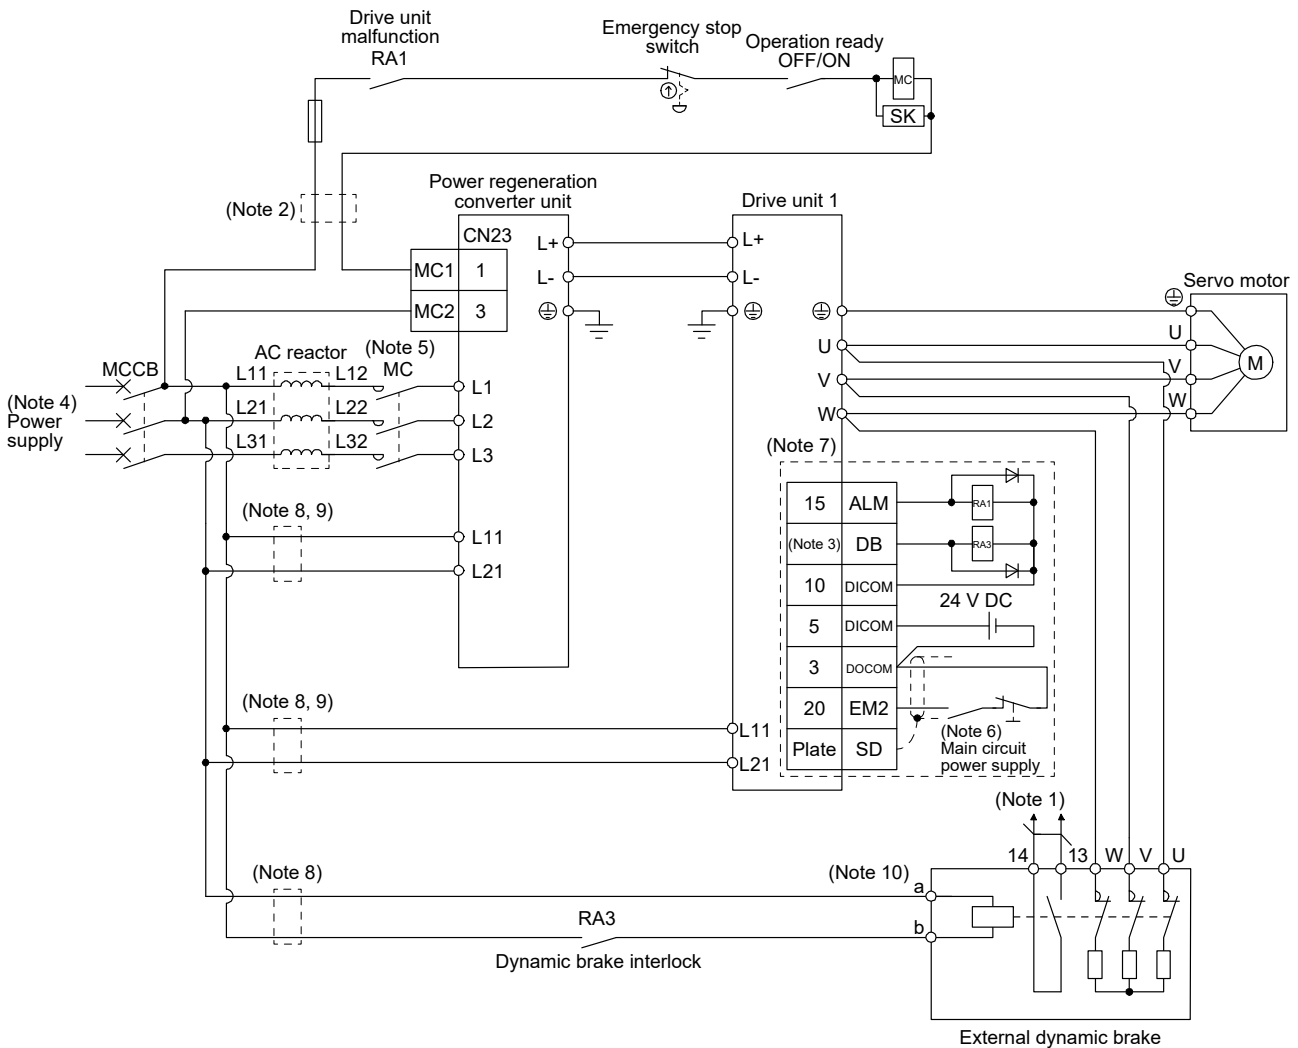 Drive unit
malfunction
RA1
Emergency stop
switch
Operation ready
OFF/ON
MC
SK
(Note 2)
Power regeneration
converter unit
Drive unit 1
CN23
MC1 1
MC2 3
L+
L-
L+
L-
Servo motor
U
V
W
U
V
W
M
MCCB
AC reactor
(Note 5)
MC
(Note 4)
Power
supply
L11 L12 L1
L21 L22 L2
L31 L32 L3
(Note 7)
(Note 8, 9)
L11
L21
15 ALM RA1
(Note 3) DB RA3
10 DICOM
24 V DC
5 DICOM
3 DOCOM
20 EM2
Plate SD
(Note 6)
Main circuit
power supply
(Note 8, 9)
L11
L21
(Note 1)
14 13 W V U
(Note 8)
(Note 10)
a
b
RA3
Dynamic brake interlock
External dynamic brake